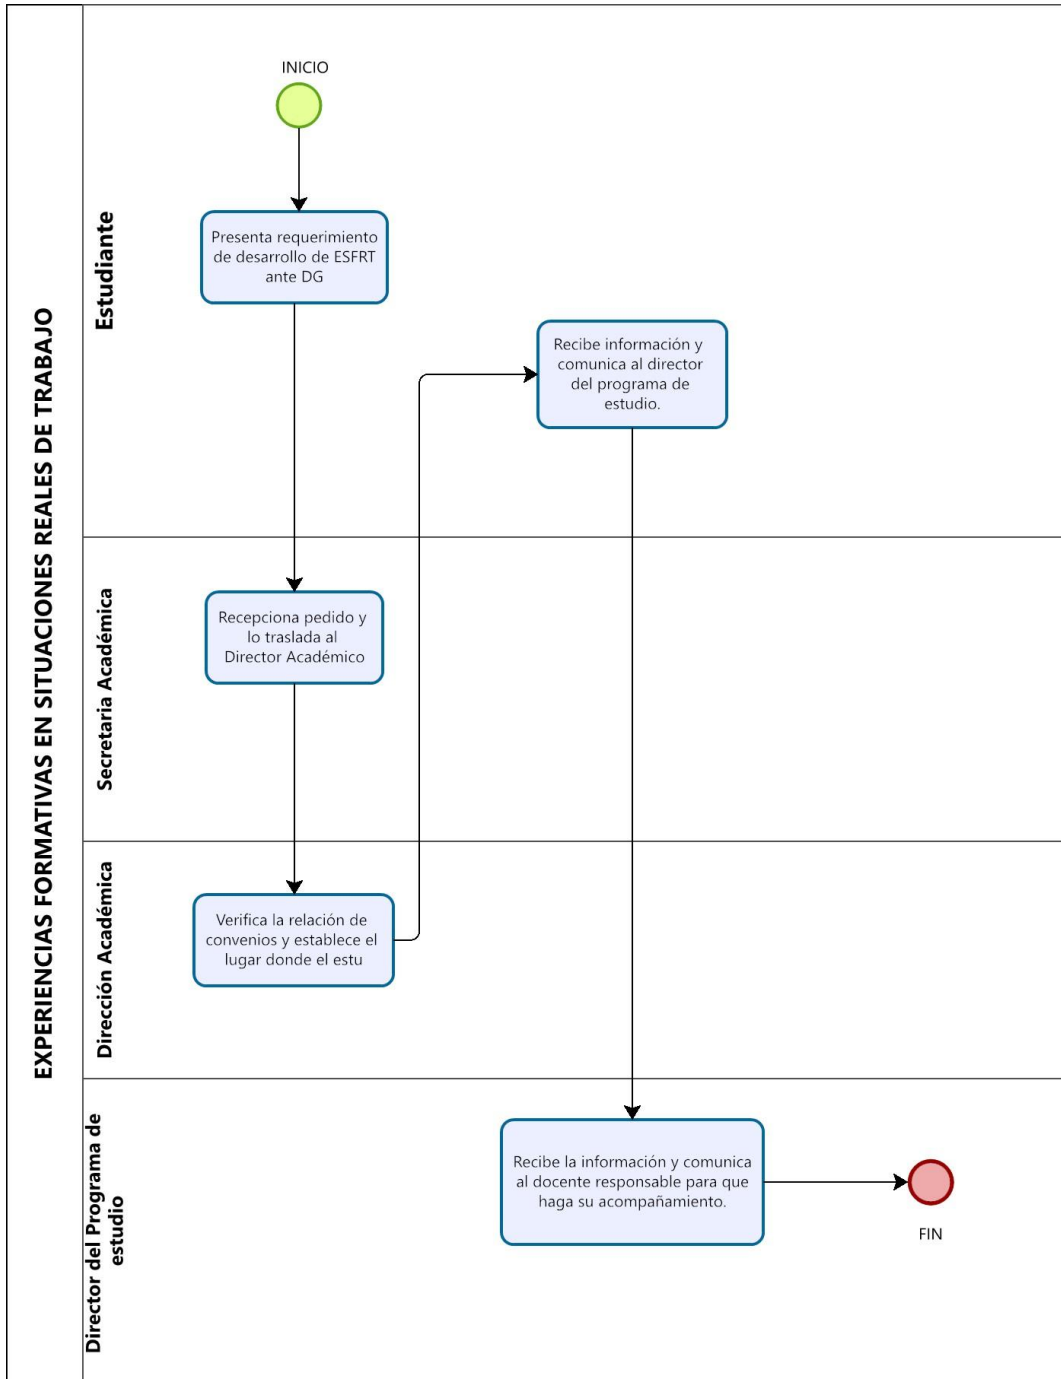 EXPERIENCIAS FORMATIVAS EN SITUACIONES REALES DE TRABAJO
Estudiante
INICIO
Presenta requerimiento
de desarrollo de ESFRT
ante DG
Recibe información y
comunica al director
del programa de
estudio.
Secretaria Académica
Recepciona pedido y
lo traslada al
Director Académico
Dirección Académica
Verifica la relación de
convenios y establece el
lugar donde el estu
Director del Programa de
estudio
Recibe la información y comunica
al docente responsable para que
haga su acompañamiento.
FIN